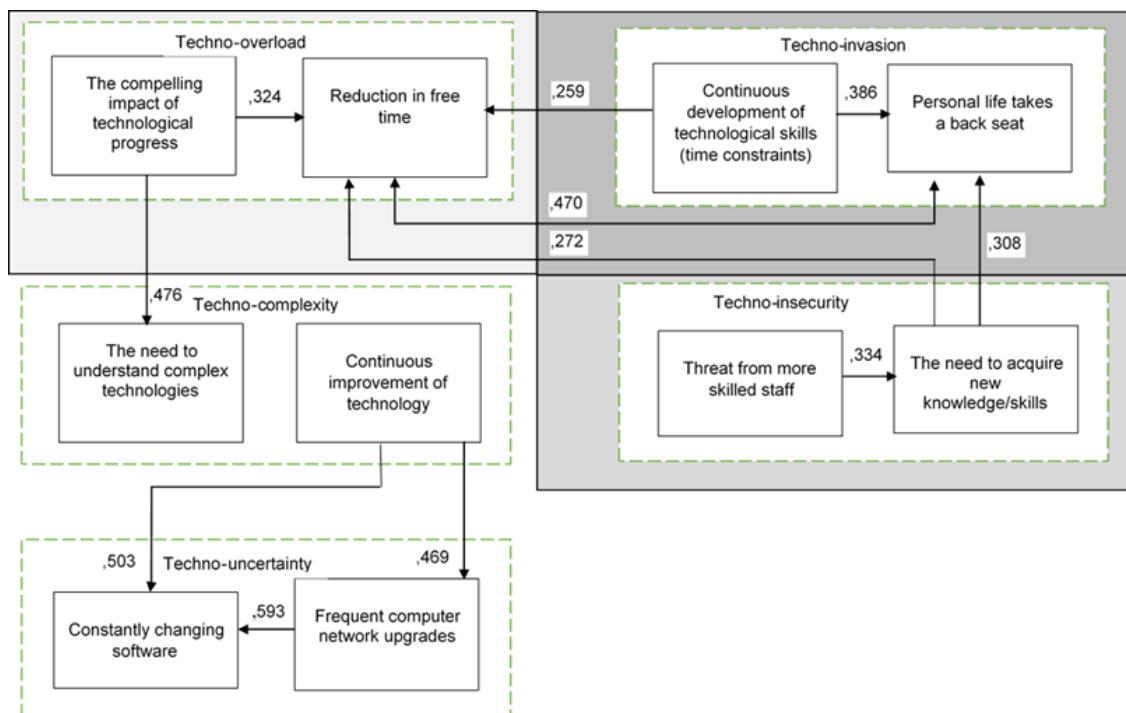 Techno-overload
The compelling
impact of
technological
progress
,324
Reduction in free
time
,259
Techno-invasion
Continuous
development of
technological skills
(time constraints)
,386
Personal life takes
a back seat
,470
,272
,308
,476
Techno-complexity
The need to
understand complex
technologies
Continuous
improvement of
technology
Techno-insecurity
Threat from more
skilled staff
,334
The need to acquire
new
knowledge/skills
,503
Techno-uncertainty
,469
Constantly changing
software
,593
Frequent computer
network upgrades